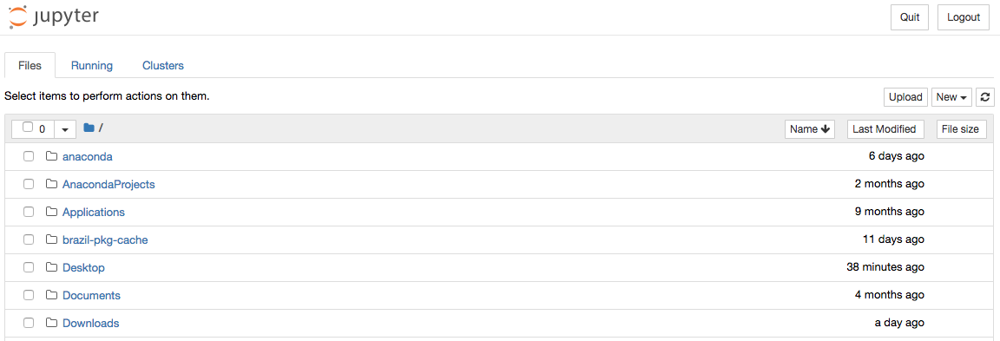 jupyter Quit Logout
Files Running Clusters
Select items to perform actions on them. Upload New
0 / Name Last Modified File size
anaconda 6 days ago
AnacondaProjects 2 months ago
Applications 9 months ago
brazil-pkg-cache 11 days ago
Desktop 38 minutes ago
Documents 4 months ago
Downloads a day ago